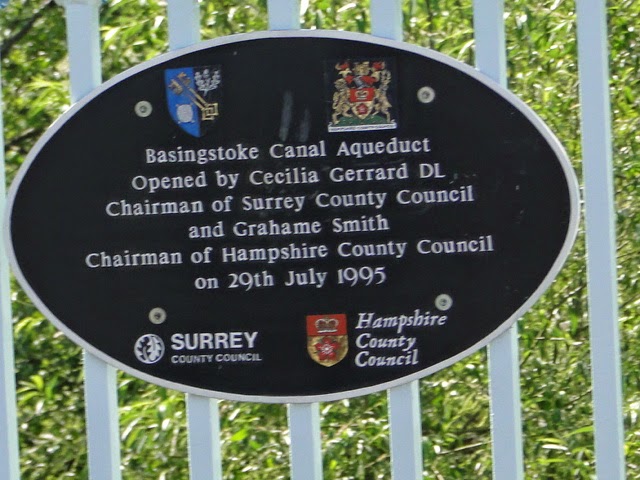 Basingstoke Canal Aqueduct
Opened by Cecilia Gerrard DL
Chairman of Surrey County Council
and Grahame Smith
Chairman of Hampshire County Council
on 29th July 1995
SURREY
COUNTY COUNCIL
Hampshire
County
Council